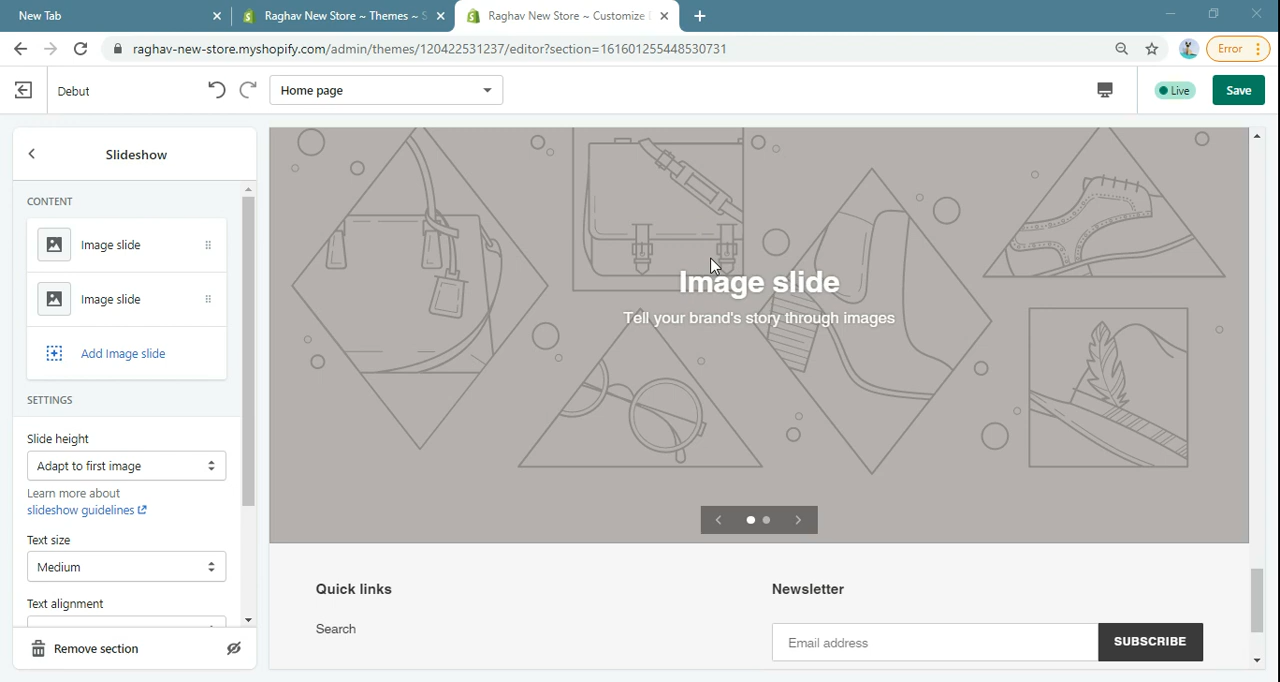 New Tab
Raghav New Store ~ Themes ~ S
Raghav New Store ~ Customize
raghav-new-store.myshopify.com/admin/themes/120422531237/editor?section=161601255448530731
Error
Debut
Home page
Live
Save
Slideshow
CONTENT
Image slide
Image slide
Add Image slide
SETTINGS
Slide height
Adapt to first image
Learn more about
slideshow guidelines
Text size
Medium
Text alignment
Remove section
Image slide
Tell your brand's story through images
Quick links
Search
Newsletter
Email address
SUBSCRIBE